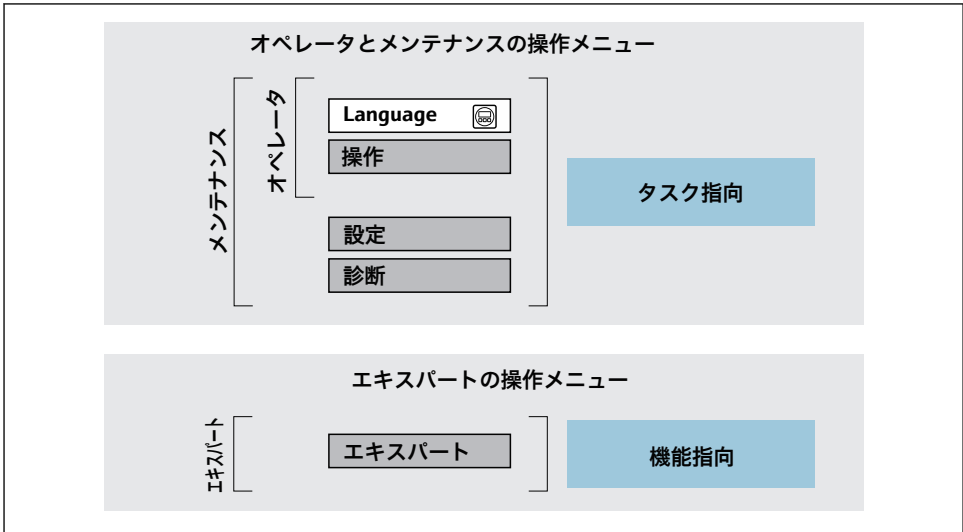 オペレータとメンテナンスの操作メニュー
メンテナンス
オペレータ
Language
操作
設定
診断
タスク指向
エキスパートの操作メニュー
エキスパート
エキスパート
機能指向